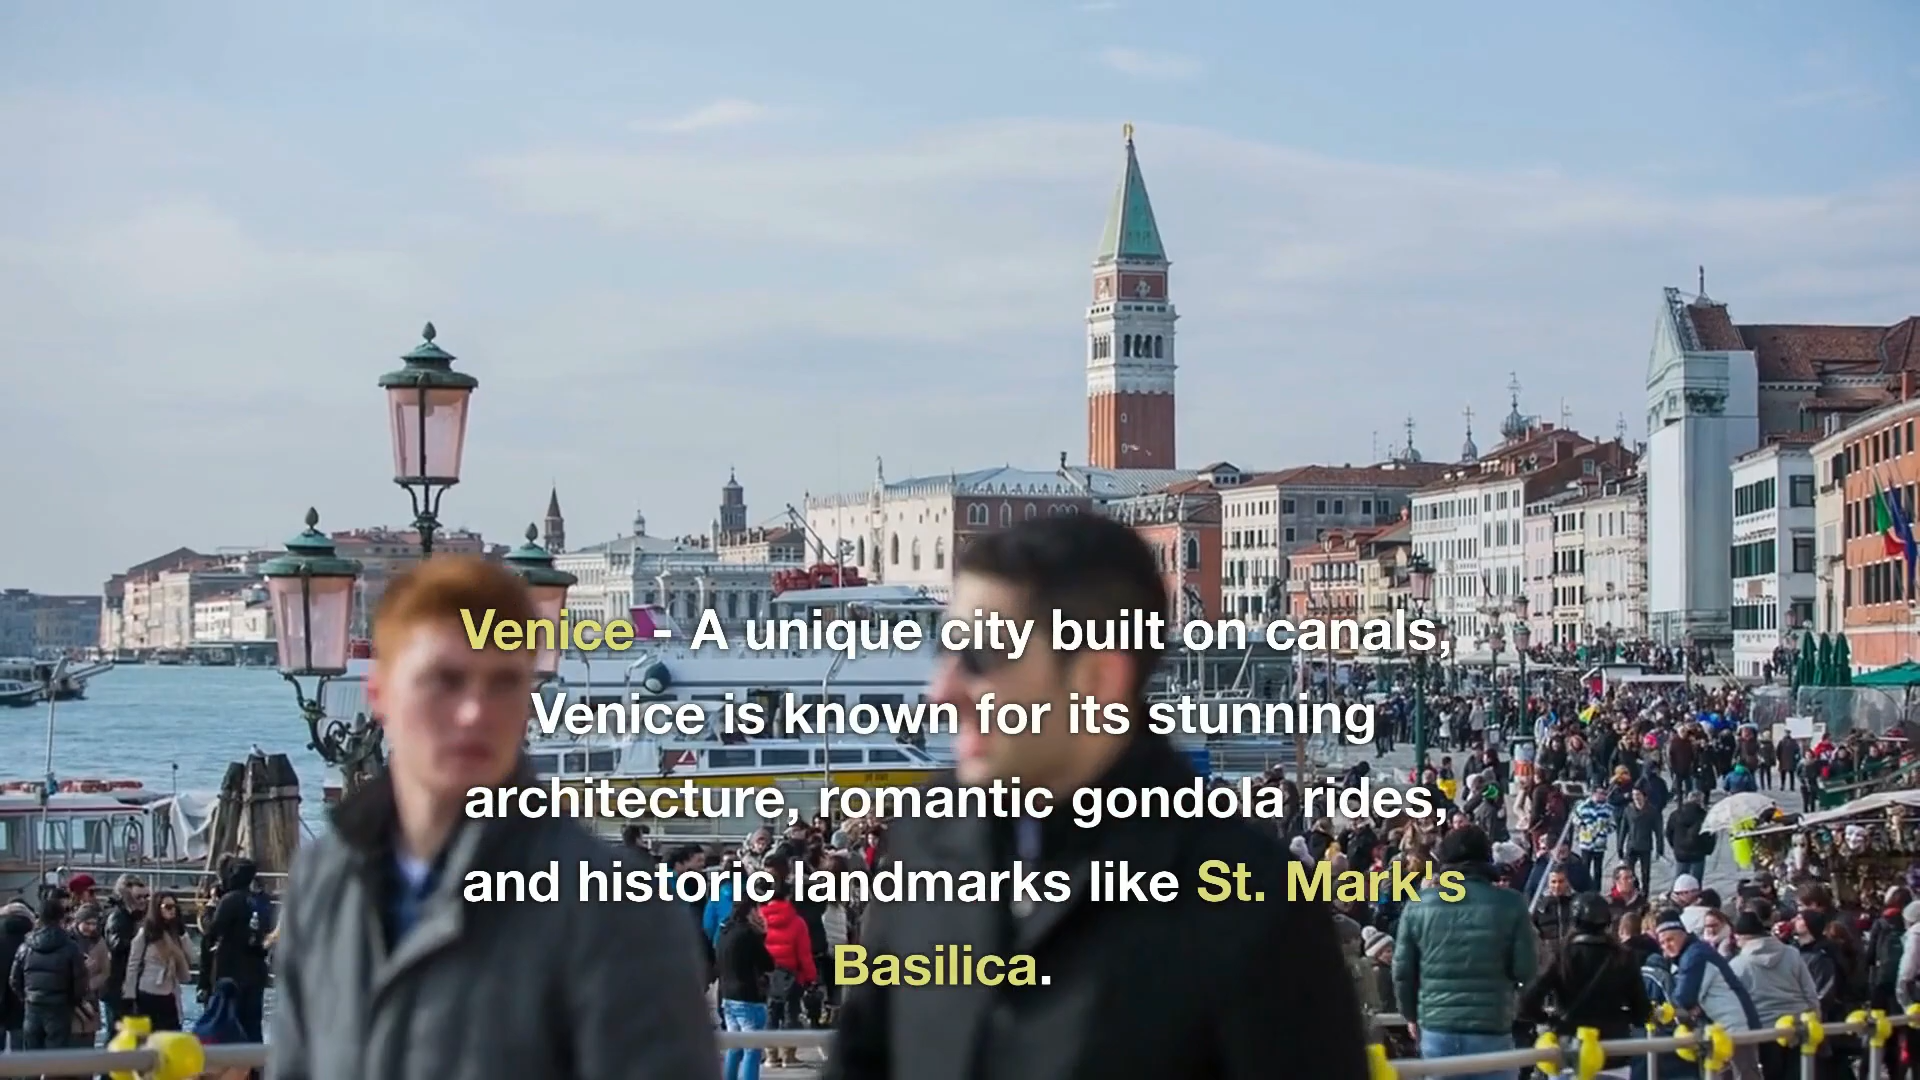 Venice - A unique city built on canals,
Venice is known for its stunning
architecture, romantic gondola rides,
and historic landmarks like St. Mark's
Basilica.